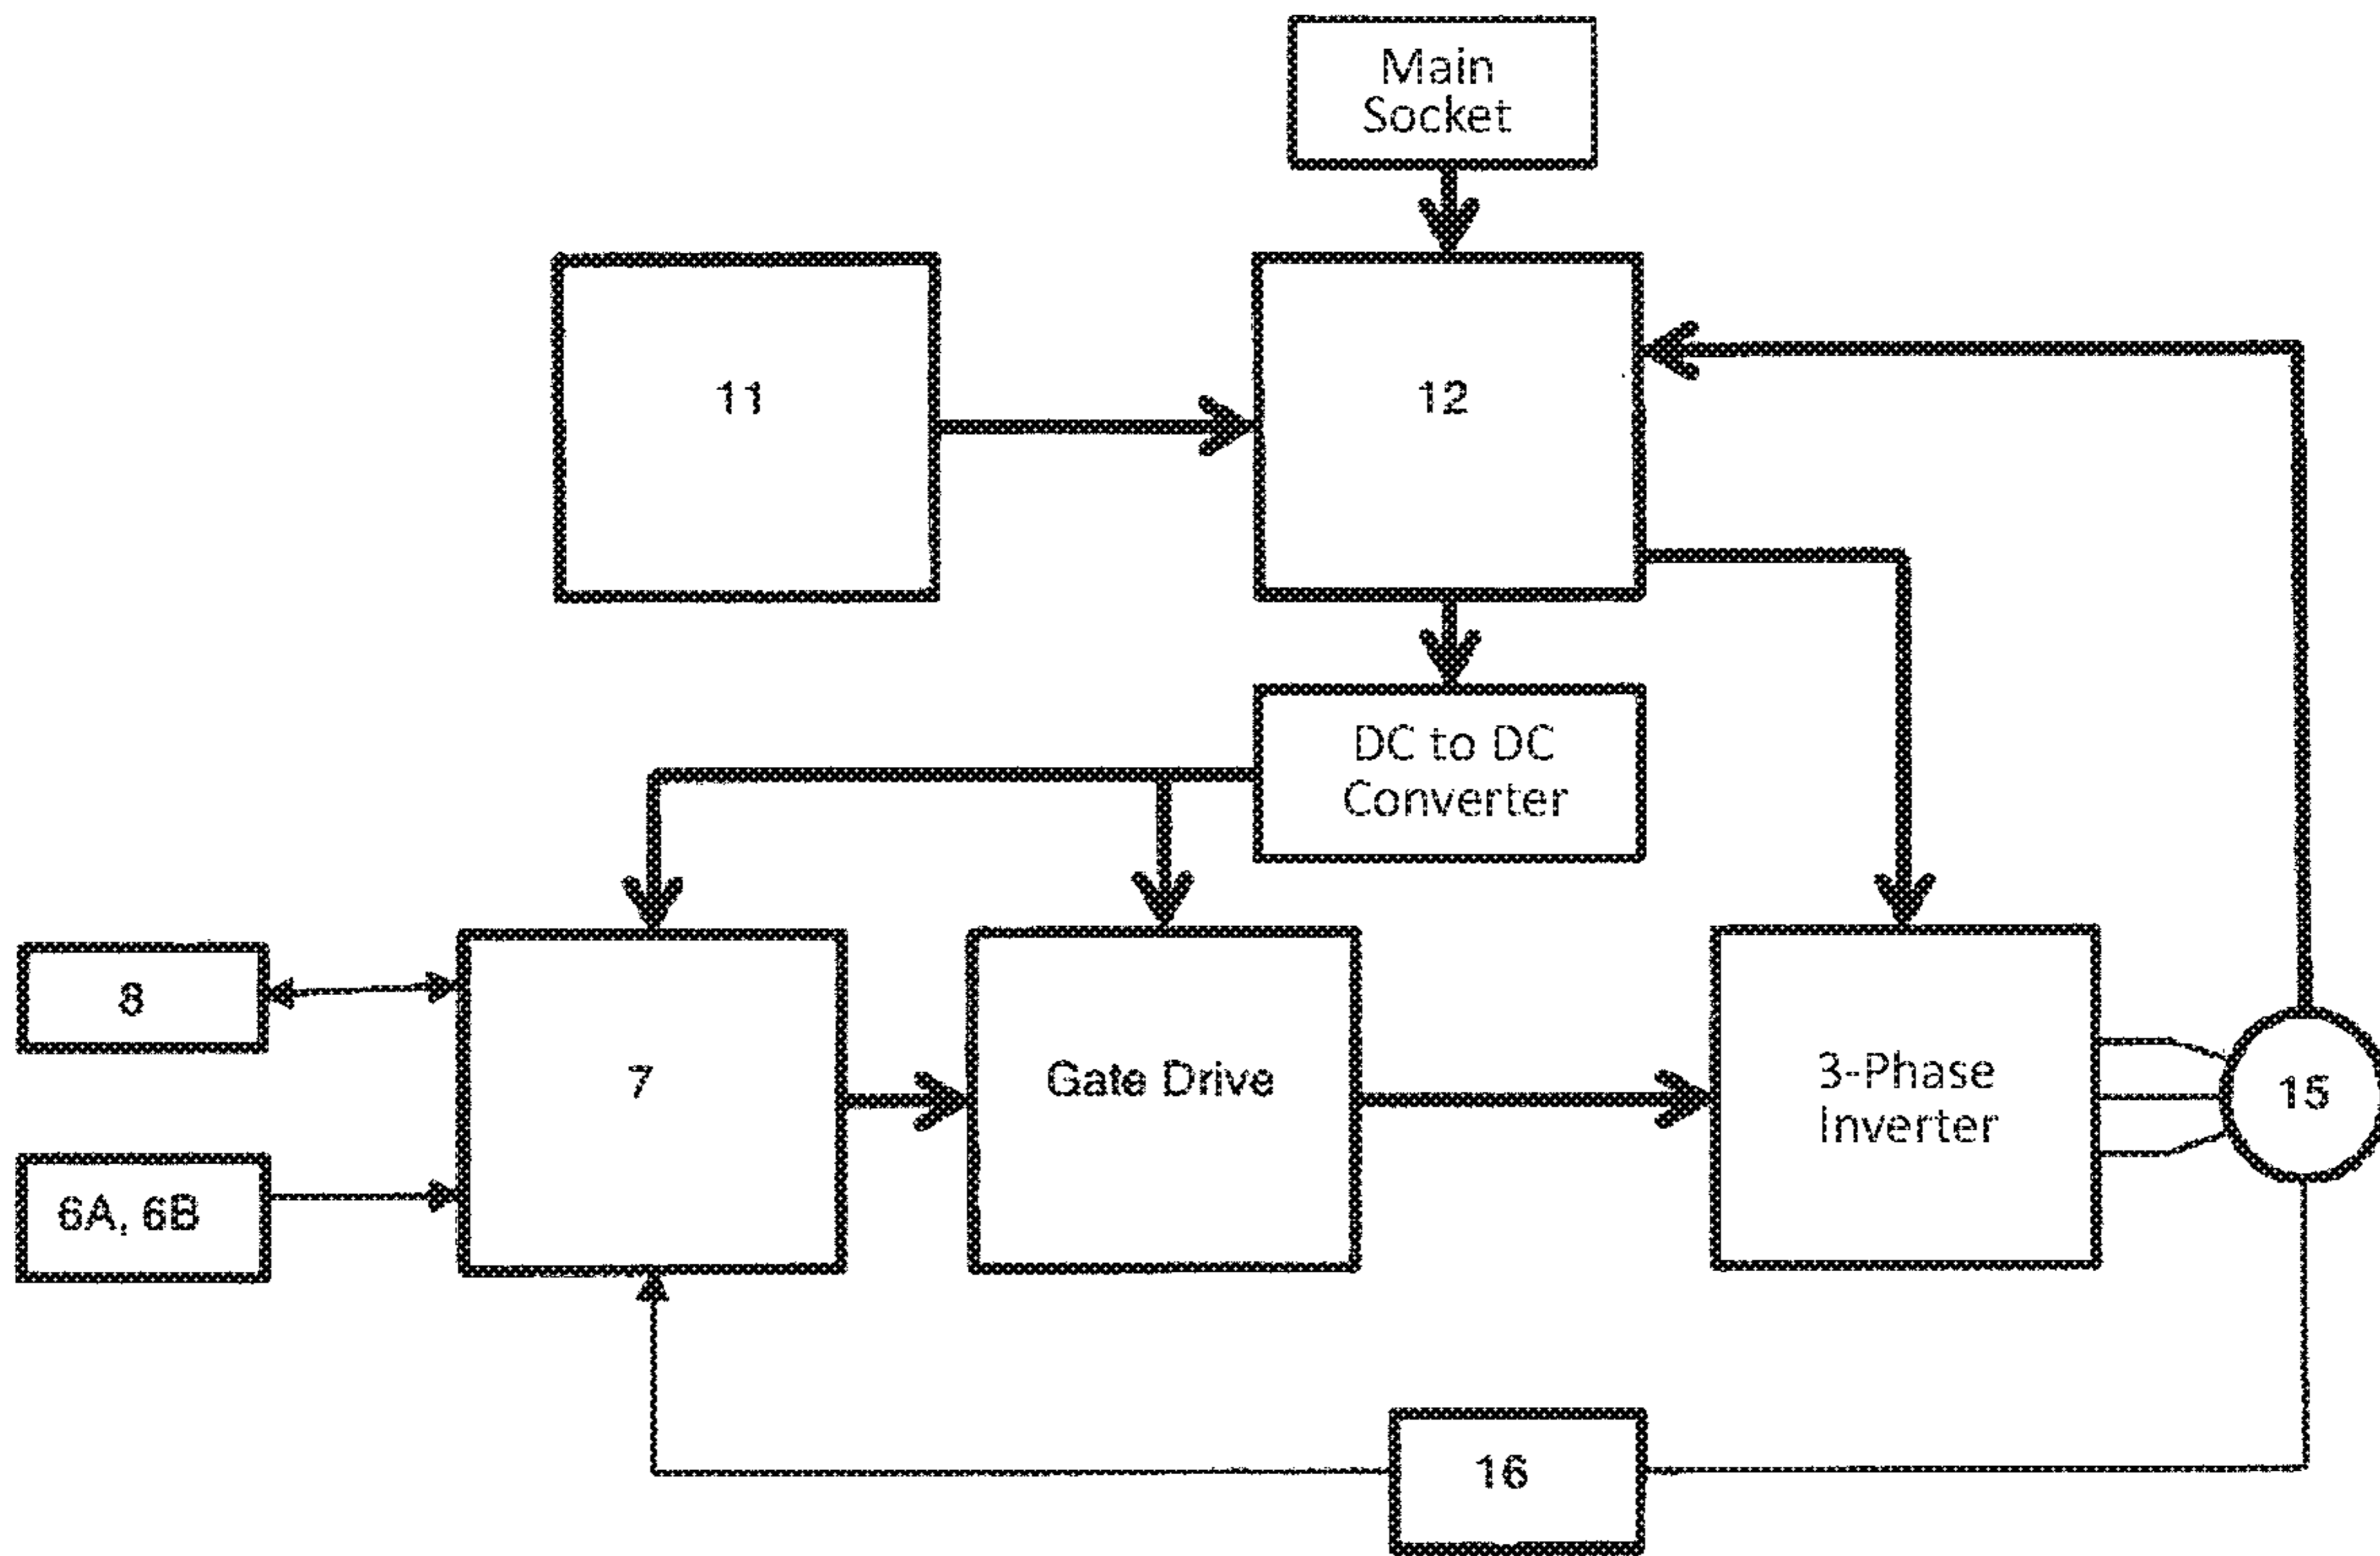 Main
Socket
11
12
DC to DC
Converter
8
7
Gate Drive
3-Phase
Inverter
15
6A, 6B
16